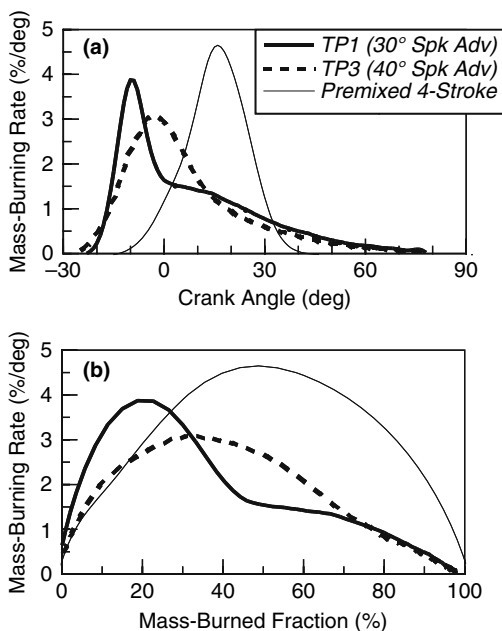 (a)
TP1 (30° Spk Adv)
TP3 (40° Spk Adv)
Premixed 4-Stroke
Mass-Burning Rate (%/deg)
5
4
3
2
1
0
−30 0 30 60 90
Crank Angle (deg)
(b)
Mass-Burning Rate (%/deg)
5
4
3
2
1
0
0 20 40 60 80 100
Mass-Burned Fraction (%)